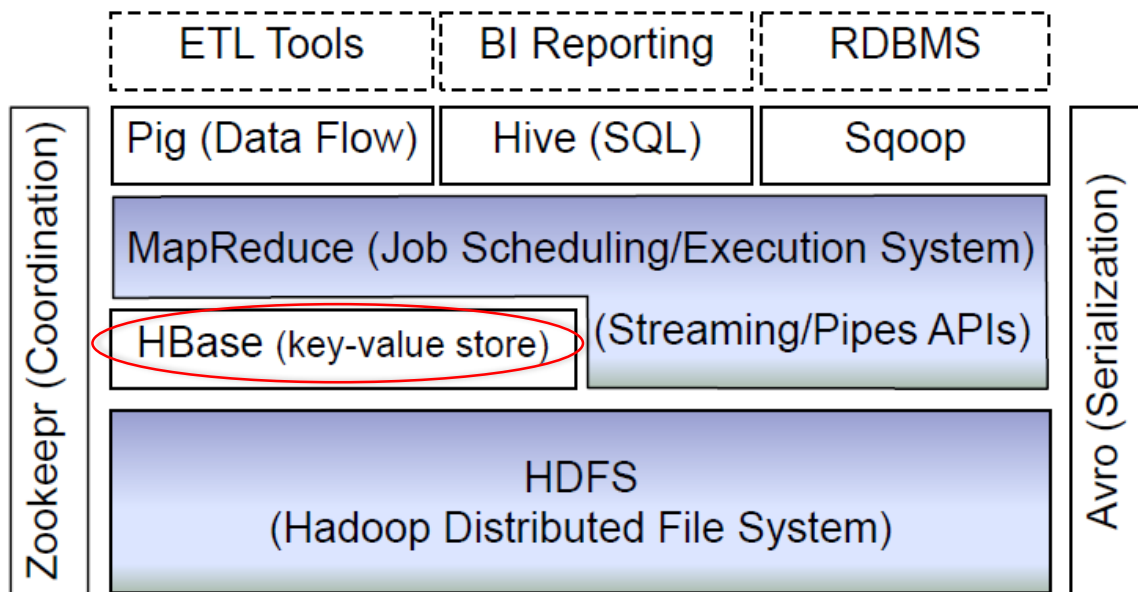 ETL Tools
BI Reporting
RDBMS
Zookeepr (Coordination)
Pig (Data Flow)
Hive (SQL)
Sqoop
Avro (Serialization)
MapReduce (Job Scheduling/Execution System)
HBase (key-value store)
(Streaming/Pipes APIs)
HDFS
(Hadoop Distributed File System)